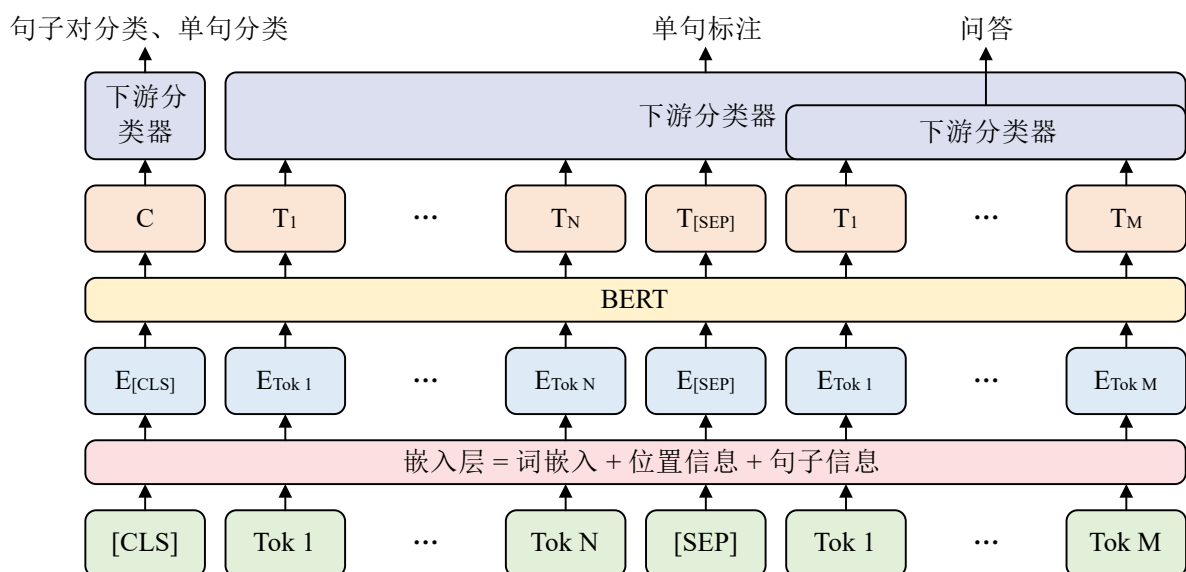 句子对分类、单句分类 单句标注 问答
下游分
类器
下游分类器
下游分类器
C T1 ... TN T[SEP] T1 ... TM
BERT
E[CLS] ETok 1 ... ETok N E[SEP] ETok 1 ... ETok M
嵌入层 = 词嵌入 + 位置信息 + 句子信息
[CLS] Tok 1 ... Tok N [SEP] Tok 1 ... Tok M